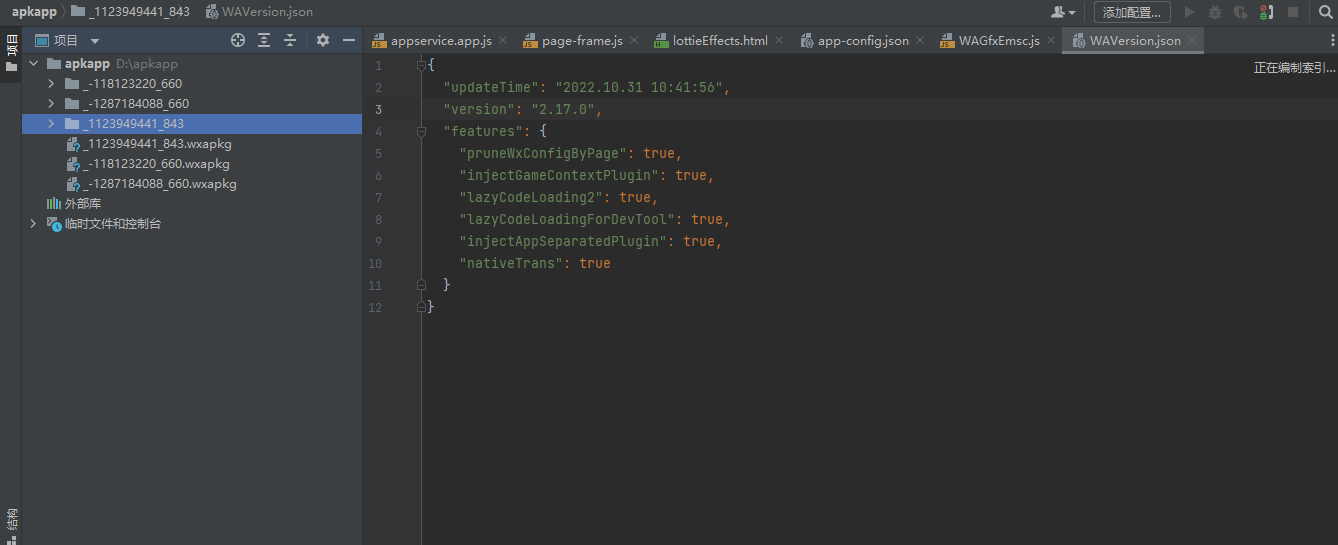 apkapp _1123949441_843 WAVersion.json
添加配置...
项目
项目
appservice.app.js page-frame.js lottieEffects.html app-config.json WAGfxEmsc.js WAVersion.json
apkapp D:\apkapp
_-118123220_660
_-1287184088_660
_1123949441_843
_1123949441_843.wxapkg
_-118123220_660.wxapkg
_-1287184088_660.wxapkg
外部库
临时文件和控制台
结构
正在编制索引...
1 {
2 "updateTime": "2022.10.31 10:41:56",
3 "version": "2.17.0",
4 "features": {
5 "pruneWxConfigByPage": true,
6 "injectGameContextPlugin": true,
7 "lazyCodeLoading2": true,
8 "lazyCodeLoadingForDevTool": true,
9 "injectAppSeparatedPlugin": true,
10 "nativeTrans": true
11 }
12 }